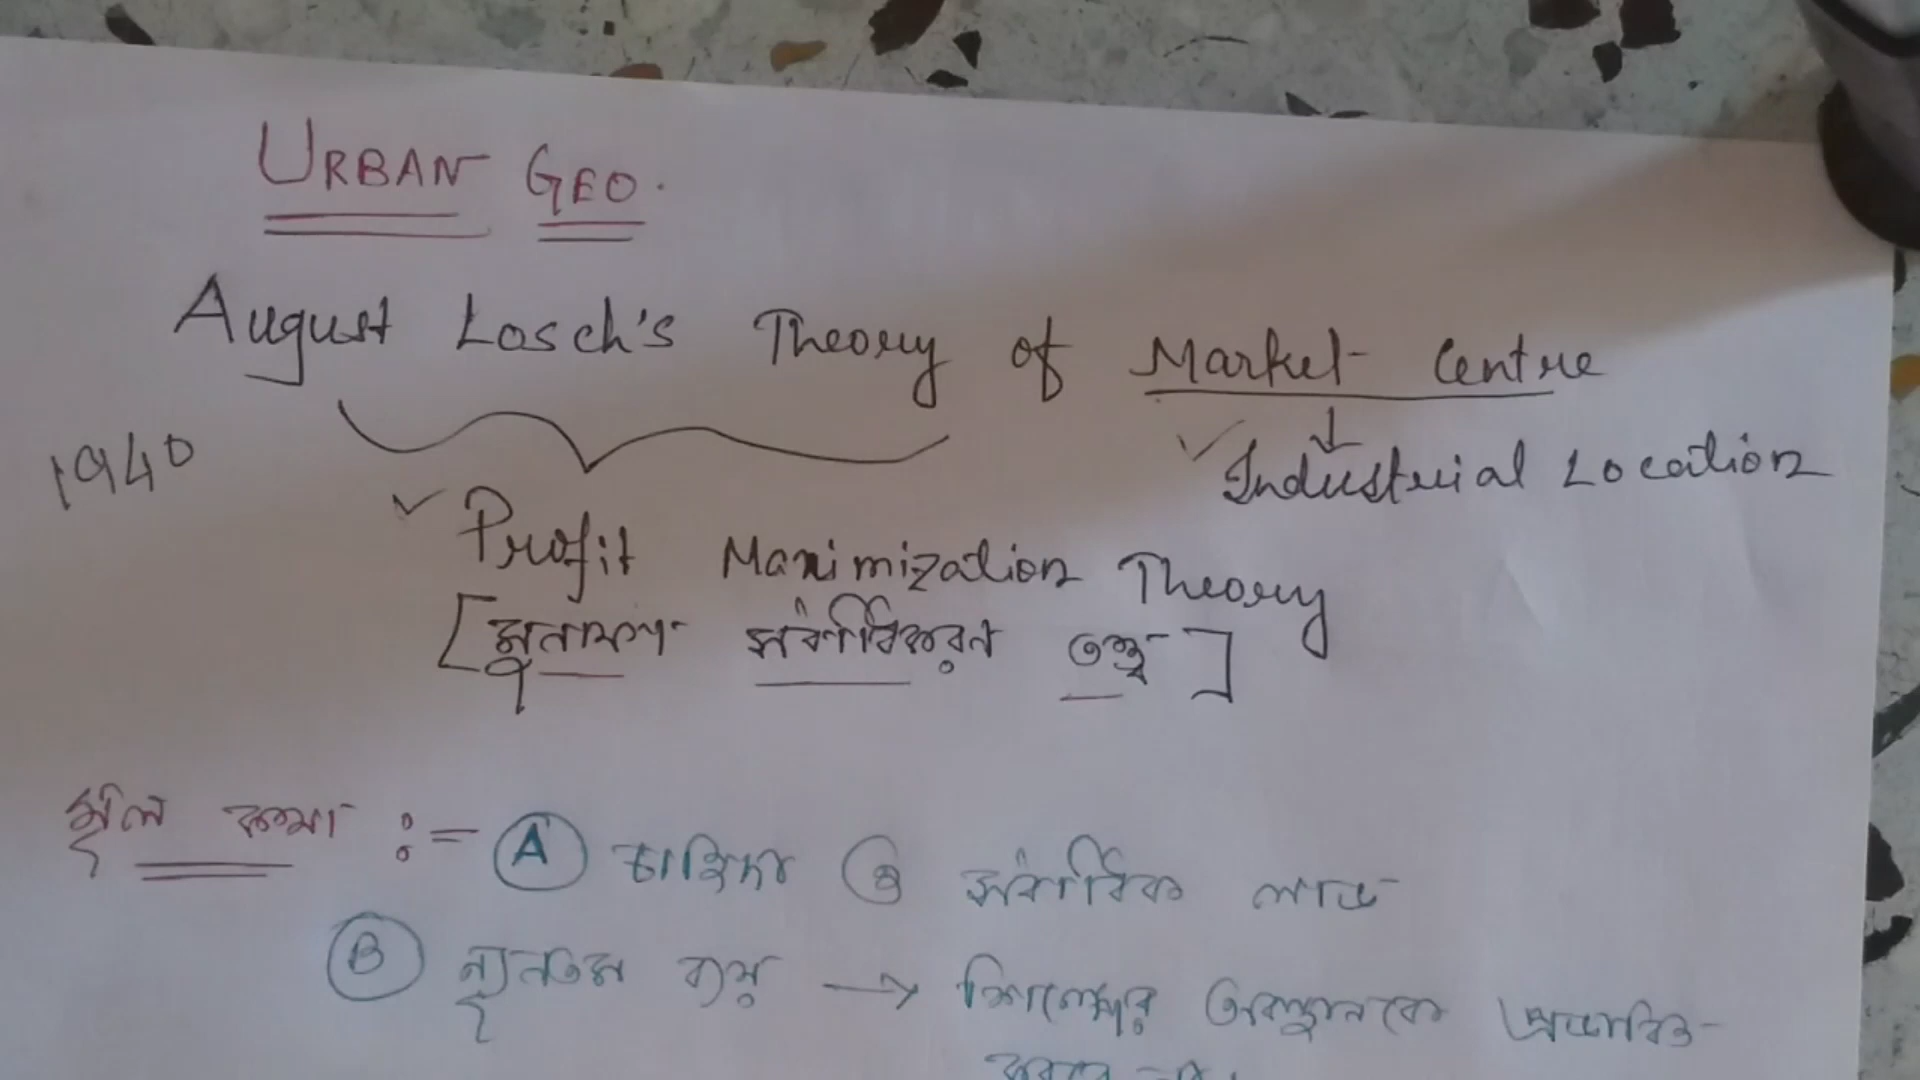 URBAN GEO.
August Losch's Theory of Market Centre
1940
Industrial Location
Profit Maximization Theory
[মুনাফা সর্বাধিকরণ তত্ত্ব]
মূল কথা :- A চাহিদা ও সর্বাধিক লাভ
B ন্যূনতম ব্যয় → শিল্পের অবস্থানকে প্রভাবিত